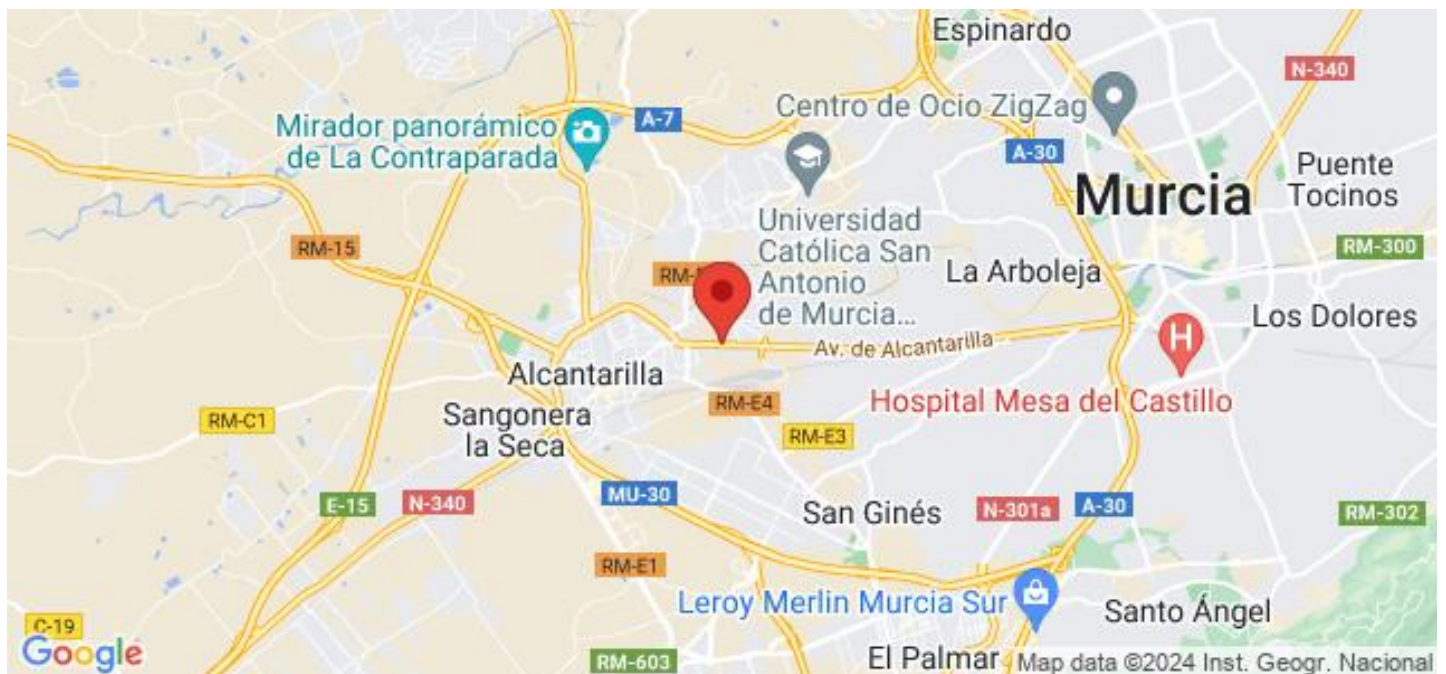 Espinardo
N-340
Centro de Ocio ZigZag
A-7
Mirador panorámico
de La Contraparada
A-30
Puente
Tocinos
Murcia
Universidad
Católica San
Antonio
de Murcia...
RM-15
RM-300
RM-
La Arboleja
Los Dolores
Av. de Alcantarilla
H
Alcantarilla
Hospital Mesa del Castillo
RM-E4
RM-C1
Sangonera
la Seca
RM-E3
MU-30
E-15
N-340
San Ginés
N-301a
A-30
RM-302
RM-E1
Leroy Merlin Murcia Sur
Santo Ángel
C-19
Google
RM-603
El Palmar
Map data ©2024 Inst. Geogr. Nacional